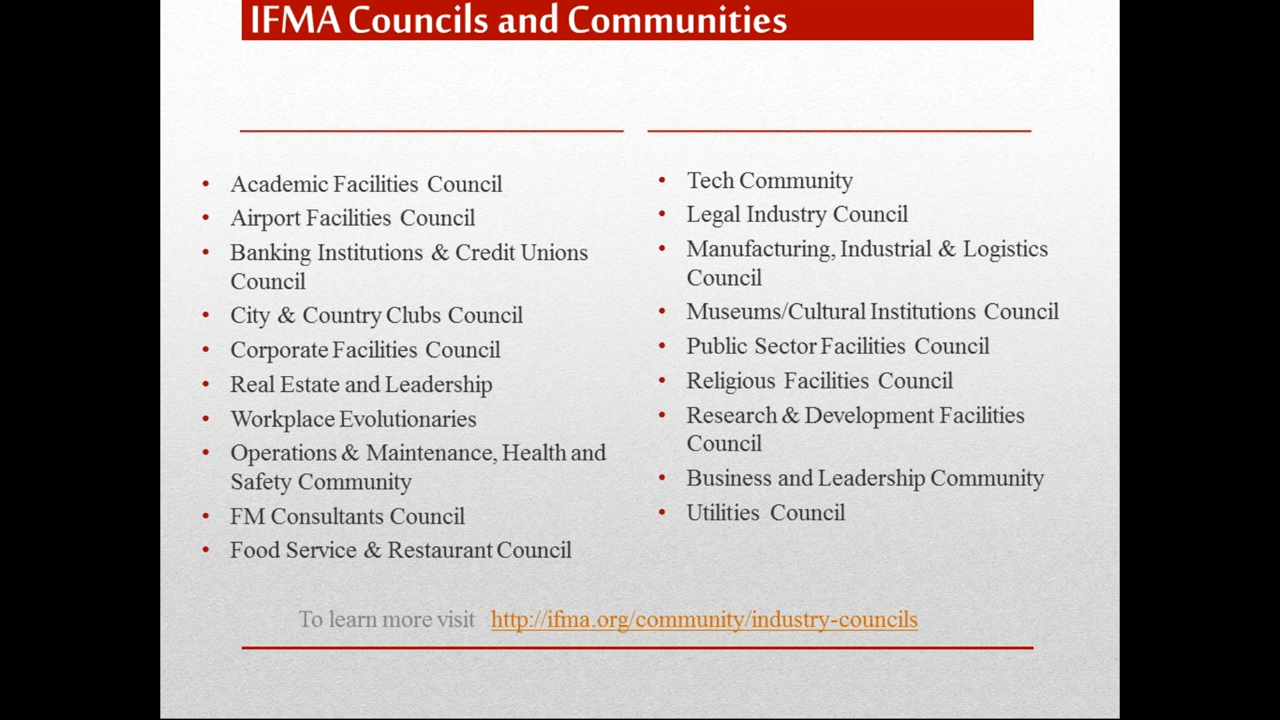 IFMA Councils and Communities
• Academic Facilities Council
• Airport Facilities Council
• Banking Institutions & Credit Unions
Council
• City & Country Clubs Council
• Corporate Facilities Council
• Real Estate and Leadership
• Workplace Evolutionaries
• Operations & Maintenance, Health and
Safety Community
• FM Consultants Council
• Food Service & Restaurant Council
• Tech Community
• Legal Industry Council
• Manufacturing, Industrial & Logistics
Council
• Museums/Cultural Institutions Council
• Public Sector Facilities Council
• Religious Facilities Council
• Research & Development Facilities
Council
• Business and Leadership Community
• Utilities Council
To learn more visit http://ifma.org/community/industry-councils